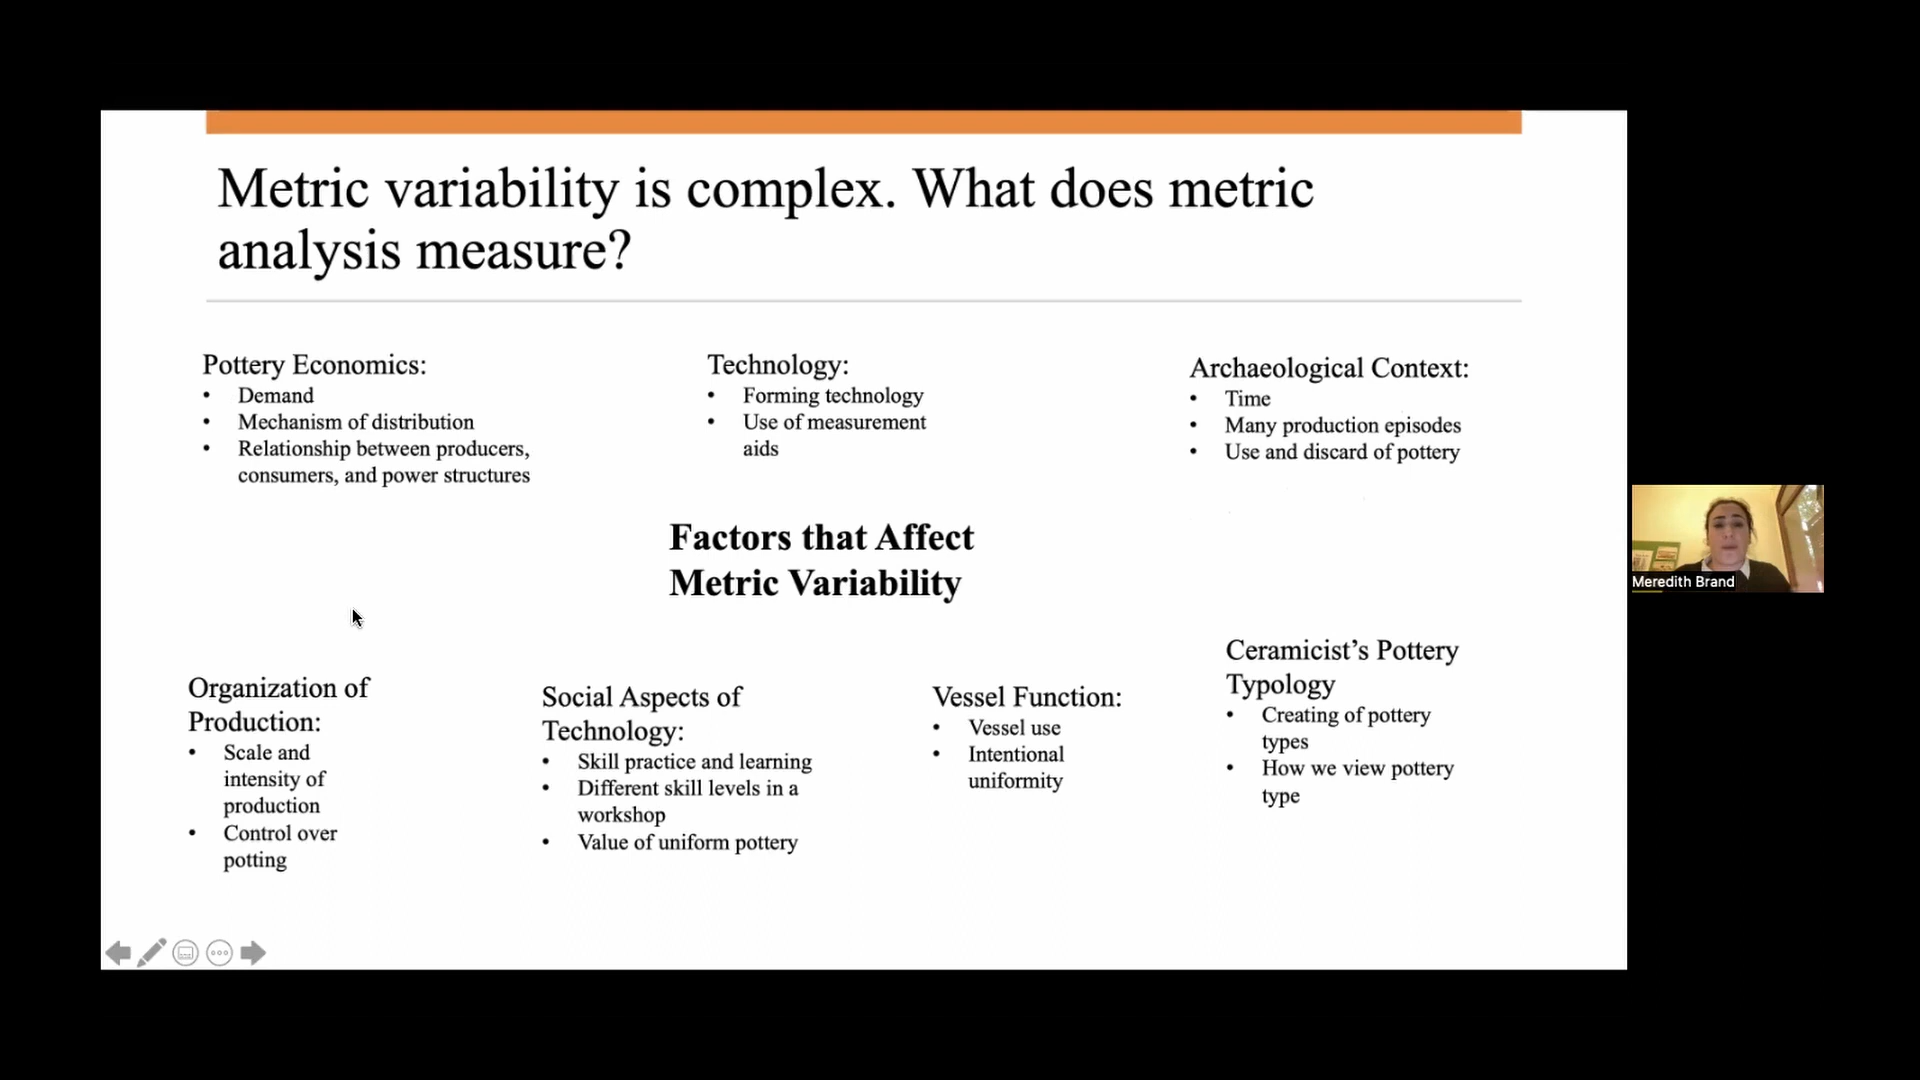 Metric variability is complex. What does metric
analysis measure?
Pottery Economics:
• Demand
• Mechanism of distribution
• Relationship between producers,
consumers, and power structures
Technology:
• Forming technology
• Use of measurement
aids
Archaeological Context:
• Time
• Many production episodes
• Use and discard of pottery
Factors that Affect
Metric Variability
Organization of
Production:
• Scale and
intensity of
production
• Control over
potting
Social Aspects of
Technology:
• Skill practice and learning
• Different skill levels in a
workshop
• Value of uniform pottery
Vessel Function:
• Vessel use
• Intentional
uniformity
Ceramicist’s Pottery
Typology
• Creating of pottery
types
• How we view pottery
type
Meredith Brand